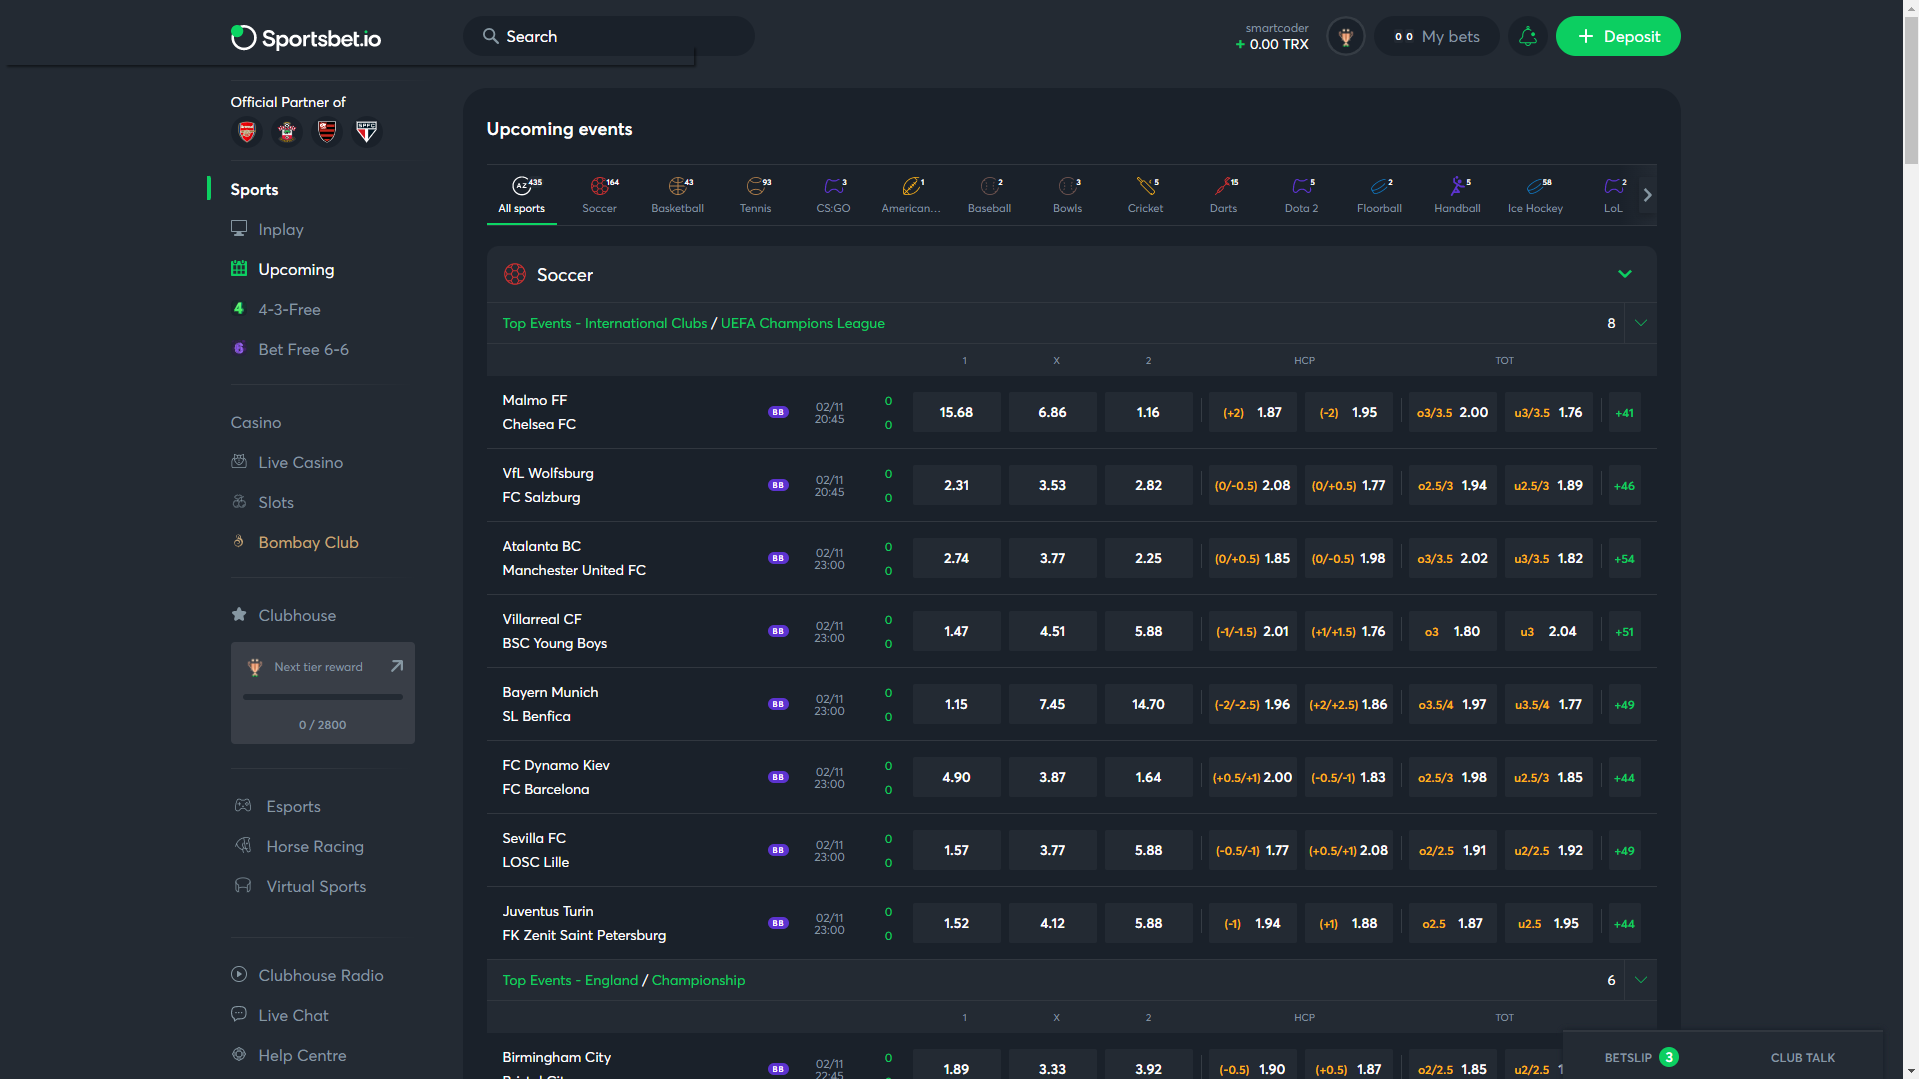 Sportsbet.io
Search
smartcoder
+ 0.00 TRX
0 0 My bets
+ Deposit
Official Partner of
Sports
Inplay
Upcoming
4 4-3-Free
6 Bet Free 6-6
Casino
Live Casino
Slots
Bombay Club
Clubhouse
Next tier reward
0 / 2800
Esports
Horse Racing
Virtual Sports
Clubhouse Radio
Live Chat
Help Centre
Upcoming events
AZ 435 164 43 93 3 1 2 3 5 15 5 2 5 58 2
All sports Soccer Basketball Tennis CS:GO American... Baseball Bowls Cricket Darts Dota 2 Floorball Handball Ice Hockey LoL
Soccer
Top Events - International Clubs / UEFA Champions League 8
1 X 2 HCP TOT
Malmo FF
Chelsea FC
BB 02/11 20:45 0 0 15.68 6.86 1.16 (+2) 1.87 (-2) 1.95 o3/3.5 2.00 u3/3.5 1.76 +41
VfL Wolfsburg
FC Salzburg
BB 02/11 20:45 0 0 2.31 3.53 2.82 (0/-0.5) 2.08 (0/+0.5) 1.77 o2.5/3 1.94 u2.5/3 1.89 +46
Atalanta BC
Manchester United FC
BB 02/11 23:00 0 0 2.74 3.77 2.25 (0/+0.5) 1.85 (0/-0.5) 1.98 o3/3.5 2.02 u3/3.5 1.82 +54
Villarreal CF
BSC Young Boys
BB 02/11 23:00 0 0 1.47 4.51 5.88 (-1/-1.5) 2.01 (+1/+1.5) 1.76 o3 1.80 u3 2.04 +51
Bayern Munich
SL Benfica
BB 02/11 23:00 0 0 1.15 7.45 14.70 (-2/-2.5) 1.96 (+2/+2.5) 1.86 o3.5/4 1.97 u3.5/4 1.77 +49
FC Dynamo Kiev
FC Barcelona
BB 02/11 23:00 0 0 4.90 3.87 1.64 (+0.5/+1) 2.00 (-0.5/-1) 1.83 o2.5/3 1.98 u2.5/3 1.85 +44
Sevilla FC
LOSC Lille
BB 02/11 23:00 0 0 1.57 3.77 5.88 (-0.5/-1) 1.77 (+0.5/+1) 2.08 o2/2.5 1.91 u2/2.5 1.92 +49
Juventus Turin
FK Zenit Saint Petersburg
BB 02/11 23:00 0 0 1.52 4.12 5.88 (-1) 1.94 (+1) 1.88 o2.5 1.87 u2.5 1.95 +44
Top Events - England / Championship 6
1 X 2 HCP TOT
Birmingham City
BB 02/11 22:45 0 1.89 3.33 3.92 (-0.5) 1.90 (+0.5) 1.87 o2/2.5 1.85 u2/2.5
BETSLIP 3 CLUB TALK